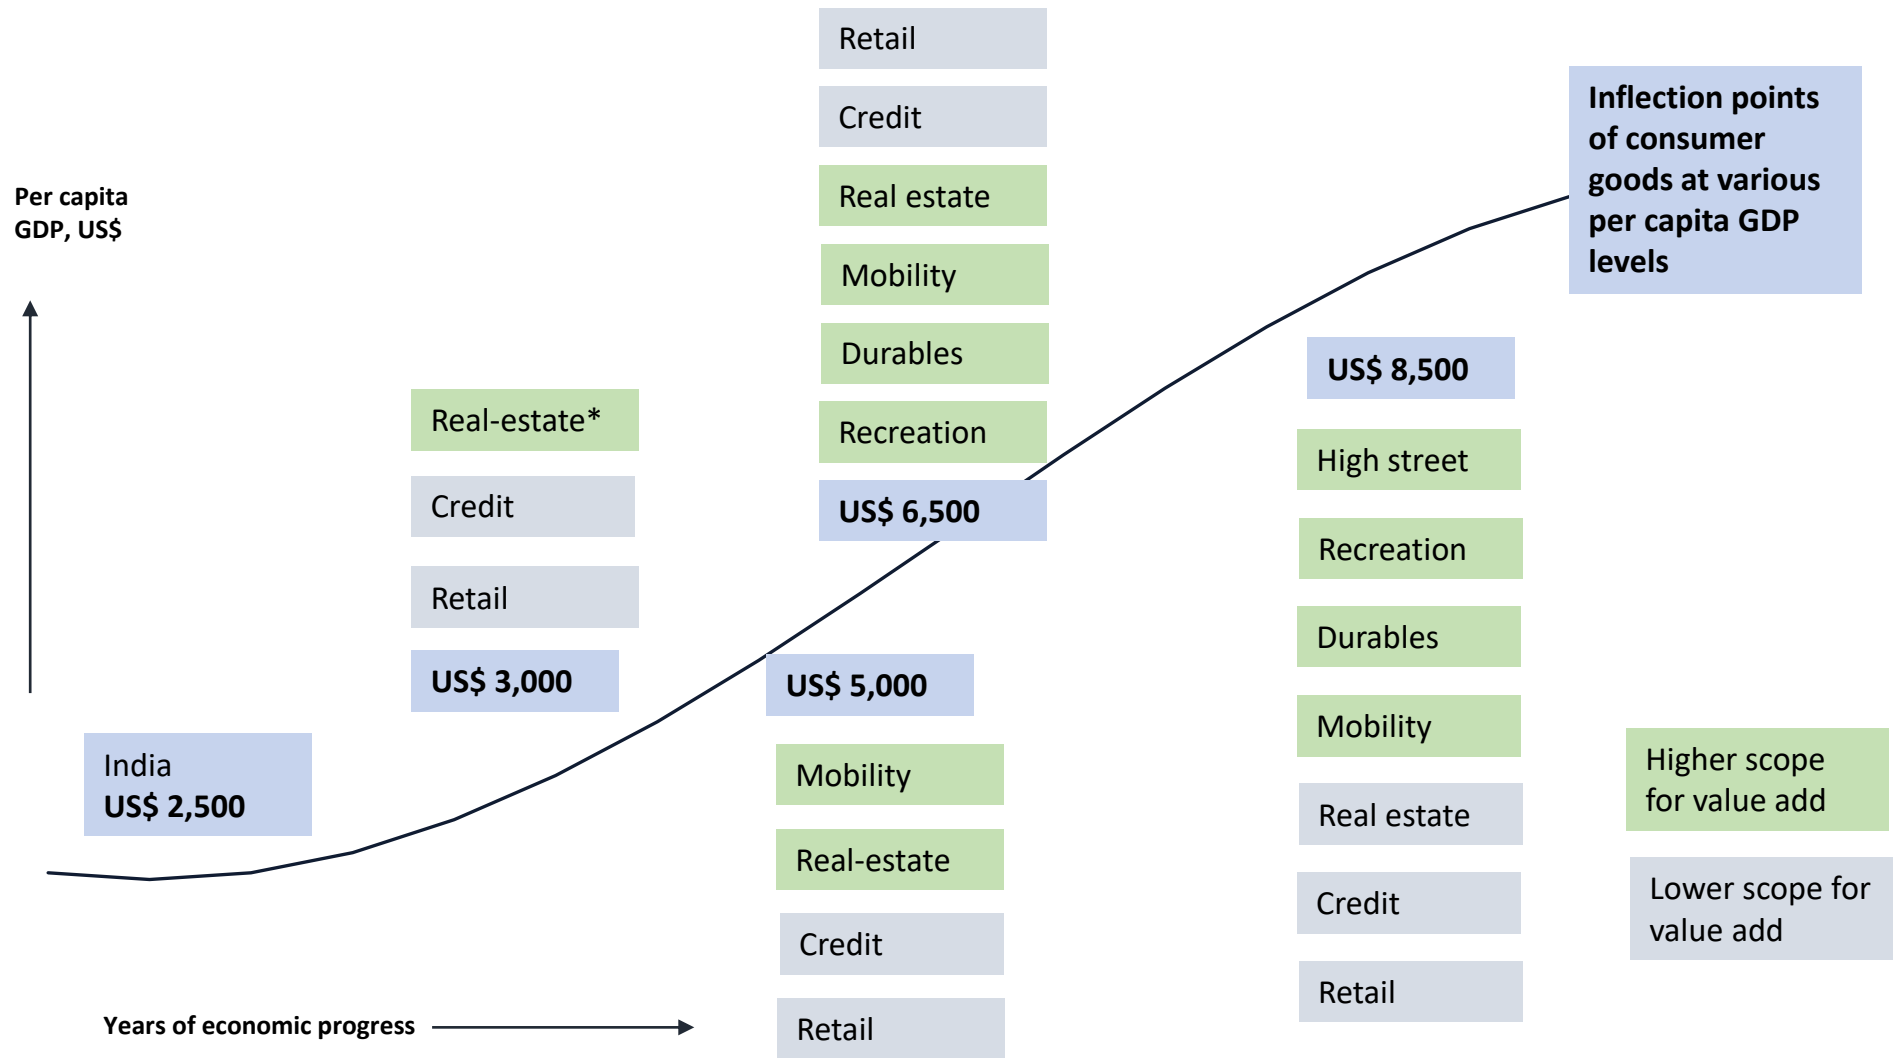 Per capita
GDP, US$
India
US$ 2,500
Real-estate*
Credit
Retail
US$ 3,000
Retail
Credit
Real estate
Mobility
Durables
Recreation
US$ 6,500
US$ 5,000
Mobility
Real-estate
Credit
Retail
Inflection points
of consumer
goods at various
per capita GDP
levels
US$ 8,500
High street
Recreation
Durables
Mobility
Real estate
Credit
Retail
Higher scope
for value add
Lower scope for
value add
Years of economic progress